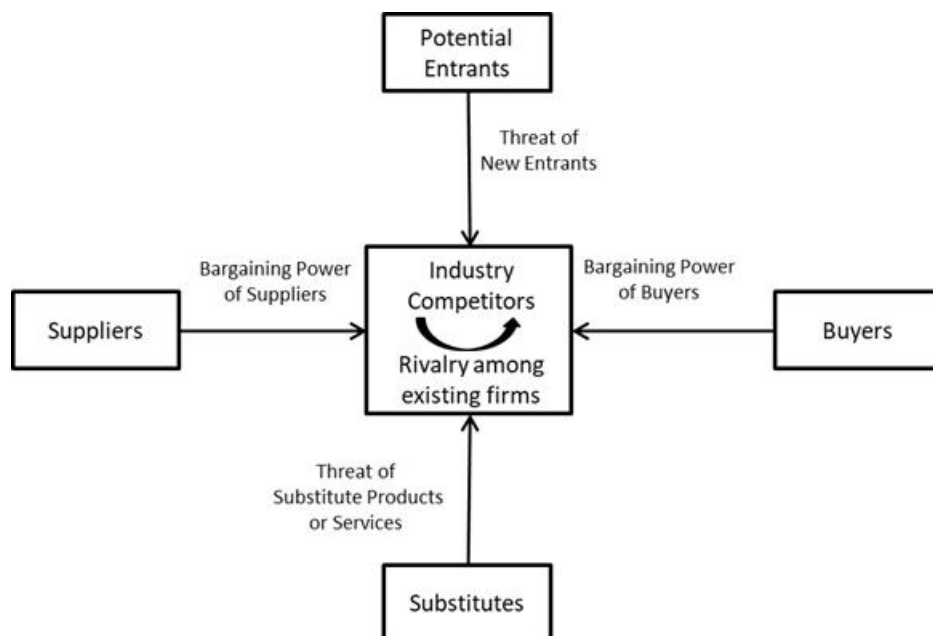 Potential
Entrants
Threat of
New Entrants
Bargaining Power
of Suppliers
Industry
Competitors
Bargaining Power
of Buyers
Suppliers
Buyers
Rivalry among
existing firms
Threat of
Substitute Products
or Services
Substitutes